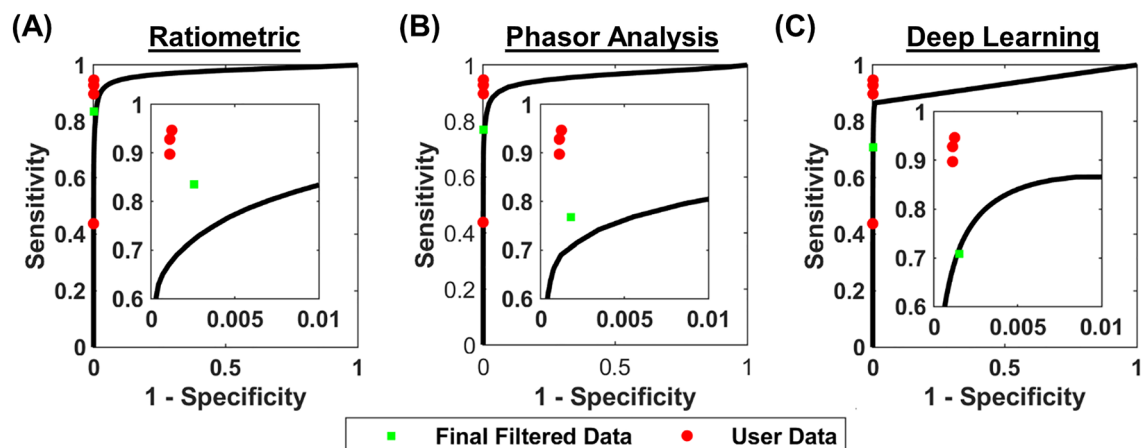 (A) Ratiometric
(B) Phasor Analysis
(C) Deep Learning
Sensitivity
1
0.8
0.6
0.4
0.2
0
0 0.5 1
1 - Specificity
1
0.9
0.8
0.7
0.6
0 0.005 0.01
Sensitivity
1
0.8
0.6
0.4
0.2
0
0 0.5 1
1 - Specificity
1
0.9
0.8
0.7
0.6
0 0.005 0.01
Sensitivity
1
0.8
0.6
0.4
0.2
0
0 0.5 1
1 - Specificity
1
0.9
0.8
0.7
0.6
0 0.005 0.01
Final Filtered Data User Data